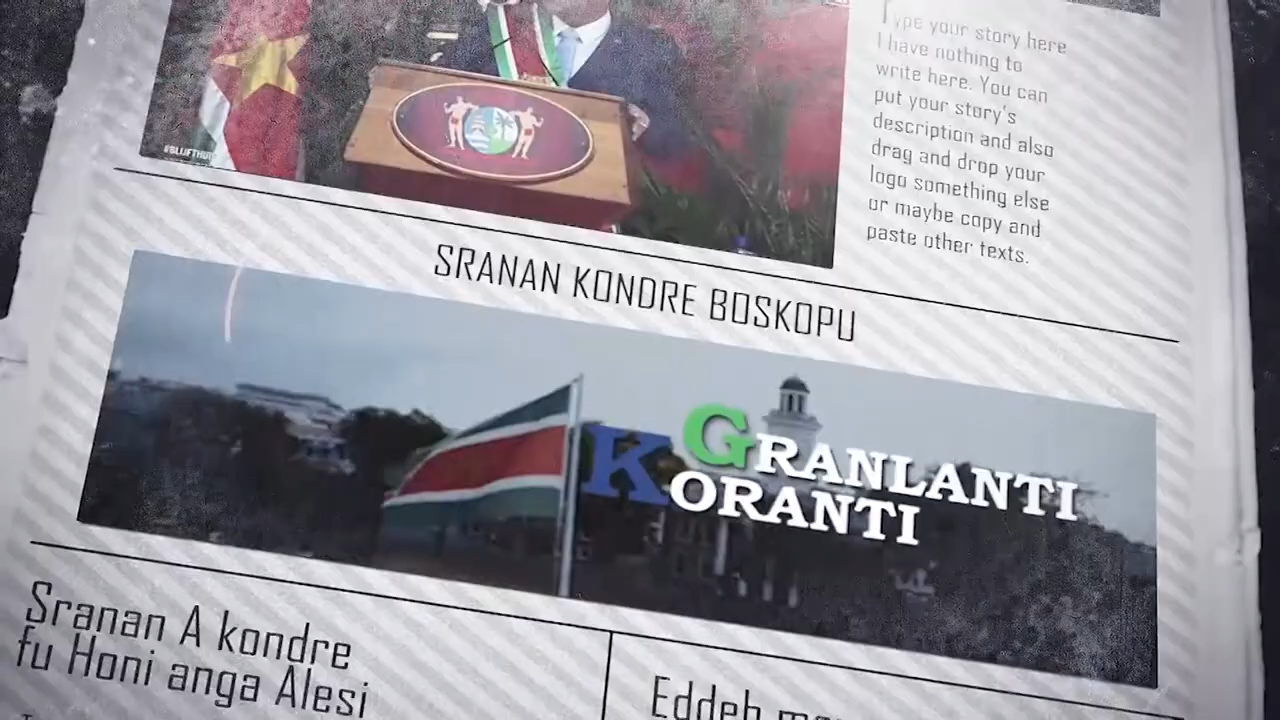 Type your story here
I have nothing to
write here. You can
put your story's
description and also
drag and drop your
logo something else
or maybe copy and
paste other texts.
SRANAN KONDRE BOSKOPU
GRANLANTI
KORANTI
Sranan A kondre
fu Honi anga Alesi
Eddeh